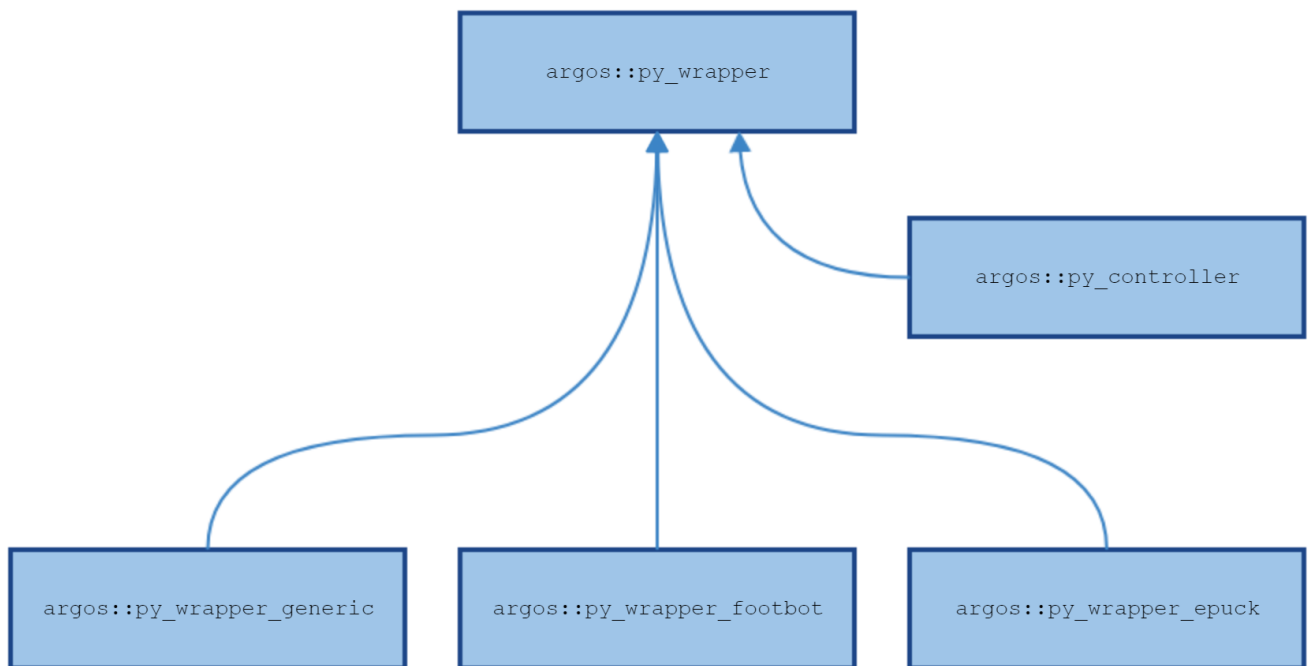 argos::py_wrapper
argos::py_controller
argos::py_wrapper_generic
argos::py_wrapper_footbot
argos::py_wrapper_epuck